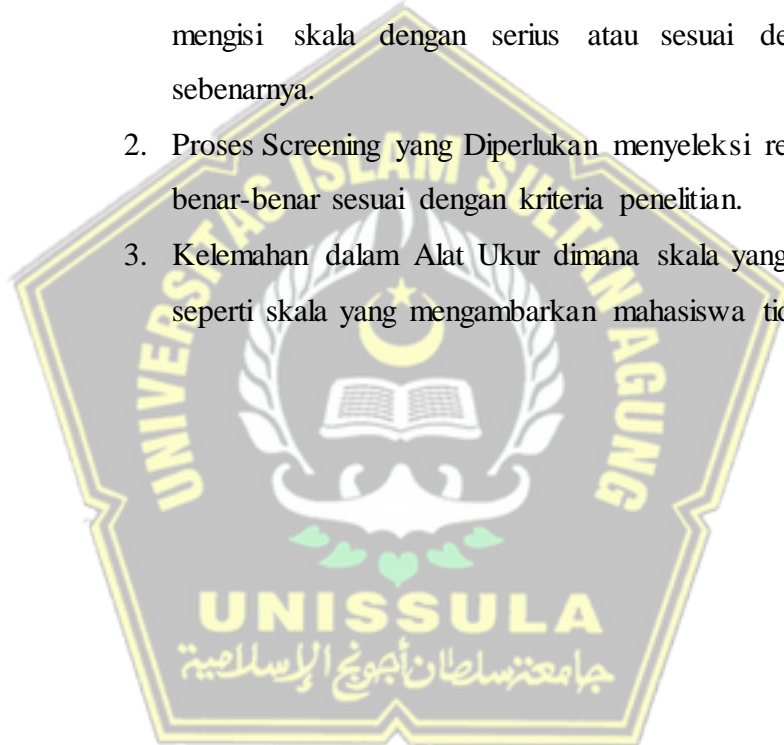 mengisi skala dengan serius atau sesuai de
sebenarnya.
2. Proses Screening yang Diperlukan menyeleksi re
benar-benar sesuai dengan kriteria penelitian.
3. Kelemahan dalam Alat Ukur dimana skala yang
seperti skala yang mengambarkan mahasiswa tid
UNIVERSITAS ISLAM SULTAN AGUNG
UNISSULA
جامعتنسلطان أجونج الإسلامية